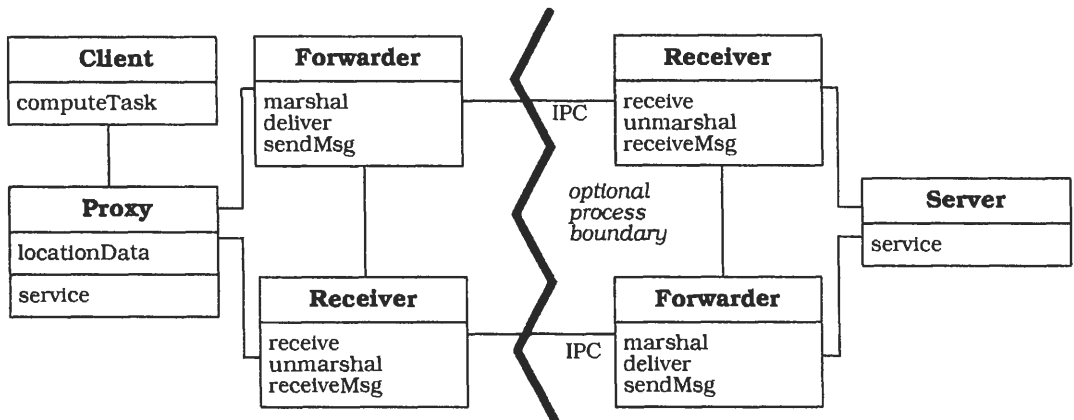 Client
computeTask
Forwarder
marshal
deliver
sendMsg
IPC
Receiver
receive
unmarshal
receiveMsg
Proxy
locationData
service
optional
process
boundary
Server
service
Receiver
receive
unmarshal
receiveMsg
IPC
Forwarder
marshal
deliver
sendMsg